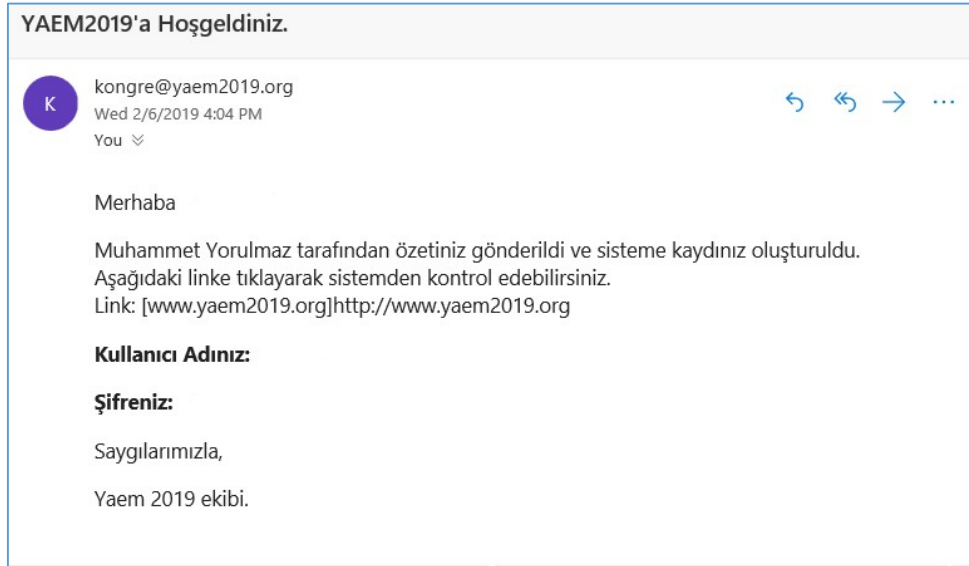 YAEM2019'a Hoşgeldiniz.
K
kongre@yaem2019.org
Wed 2/6/2019 4:04 PM
You
Merhaba
Muhammet Yorulmaz tarafından özetiniz gönderildi ve sisteme kaydınız oluşturuldu.
Aşağıdaki linke tıklayarak sistemden kontrol edebilirsiniz.
Link: [www.yaem2019.org]http://www.yaem2019.org
Kullanıcı Adınız:
Şifreniz:
Saygılarımızla,
Yaem 2019 ekibi.